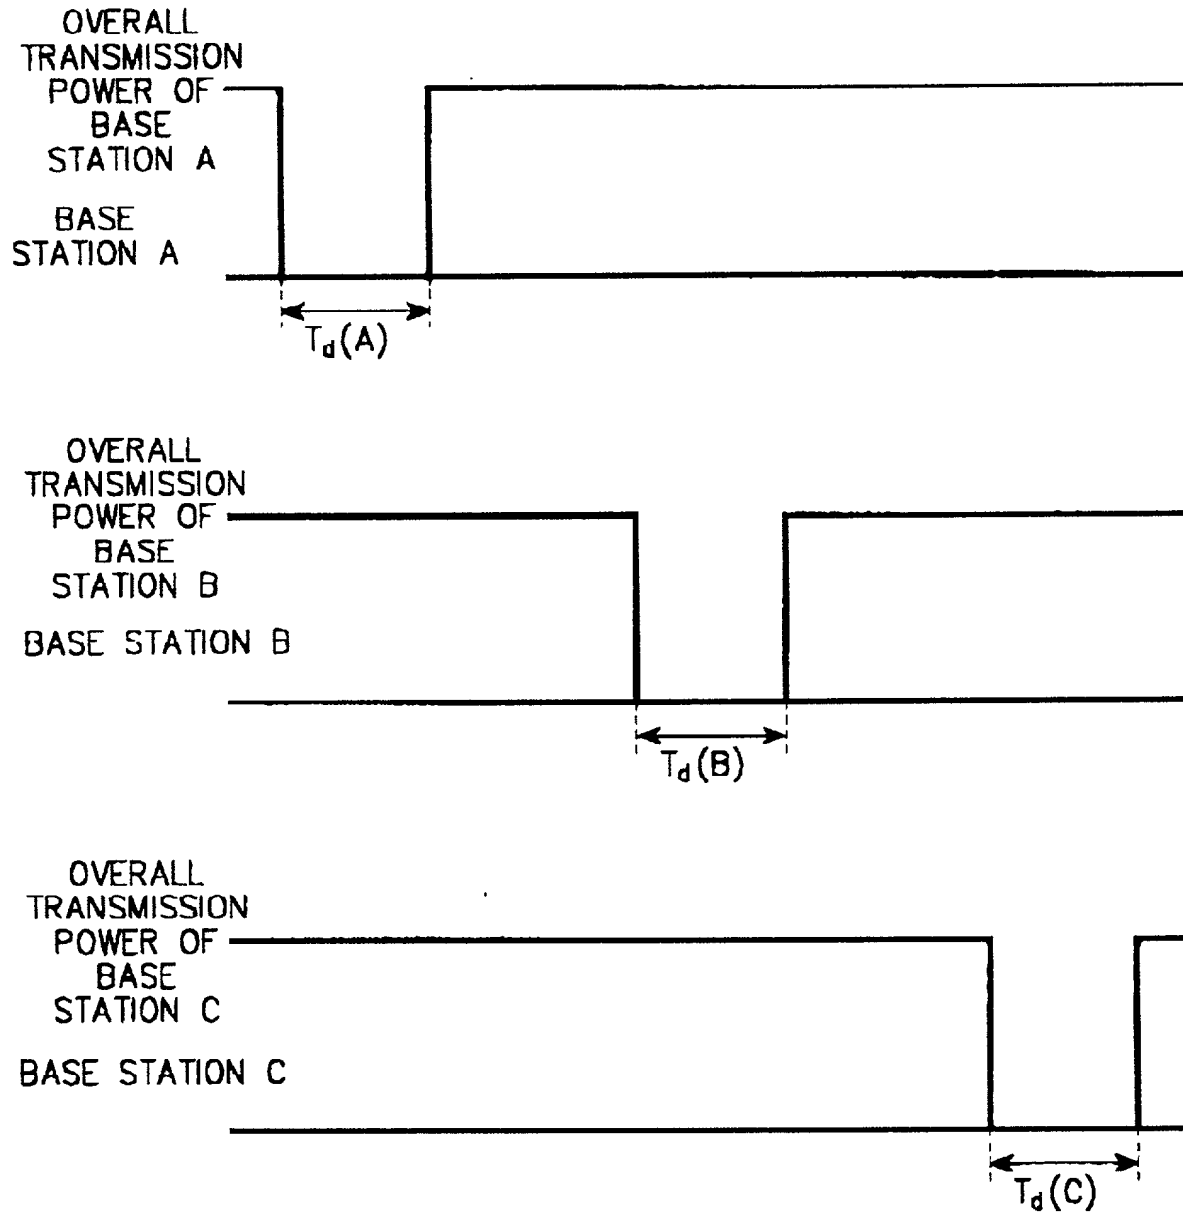 OVERALL
TRANSMISSION
POWER OF
BASE
STATION A
BASE
STATION A
Td(A)
OVERALL
TRANSMISSION
POWER OF
BASE
STATION B
BASE STATION B
Td(B)
OVERALL
TRANSMISSION
POWER OF
BASE
STATION C
BASE STATION C
Td(C)